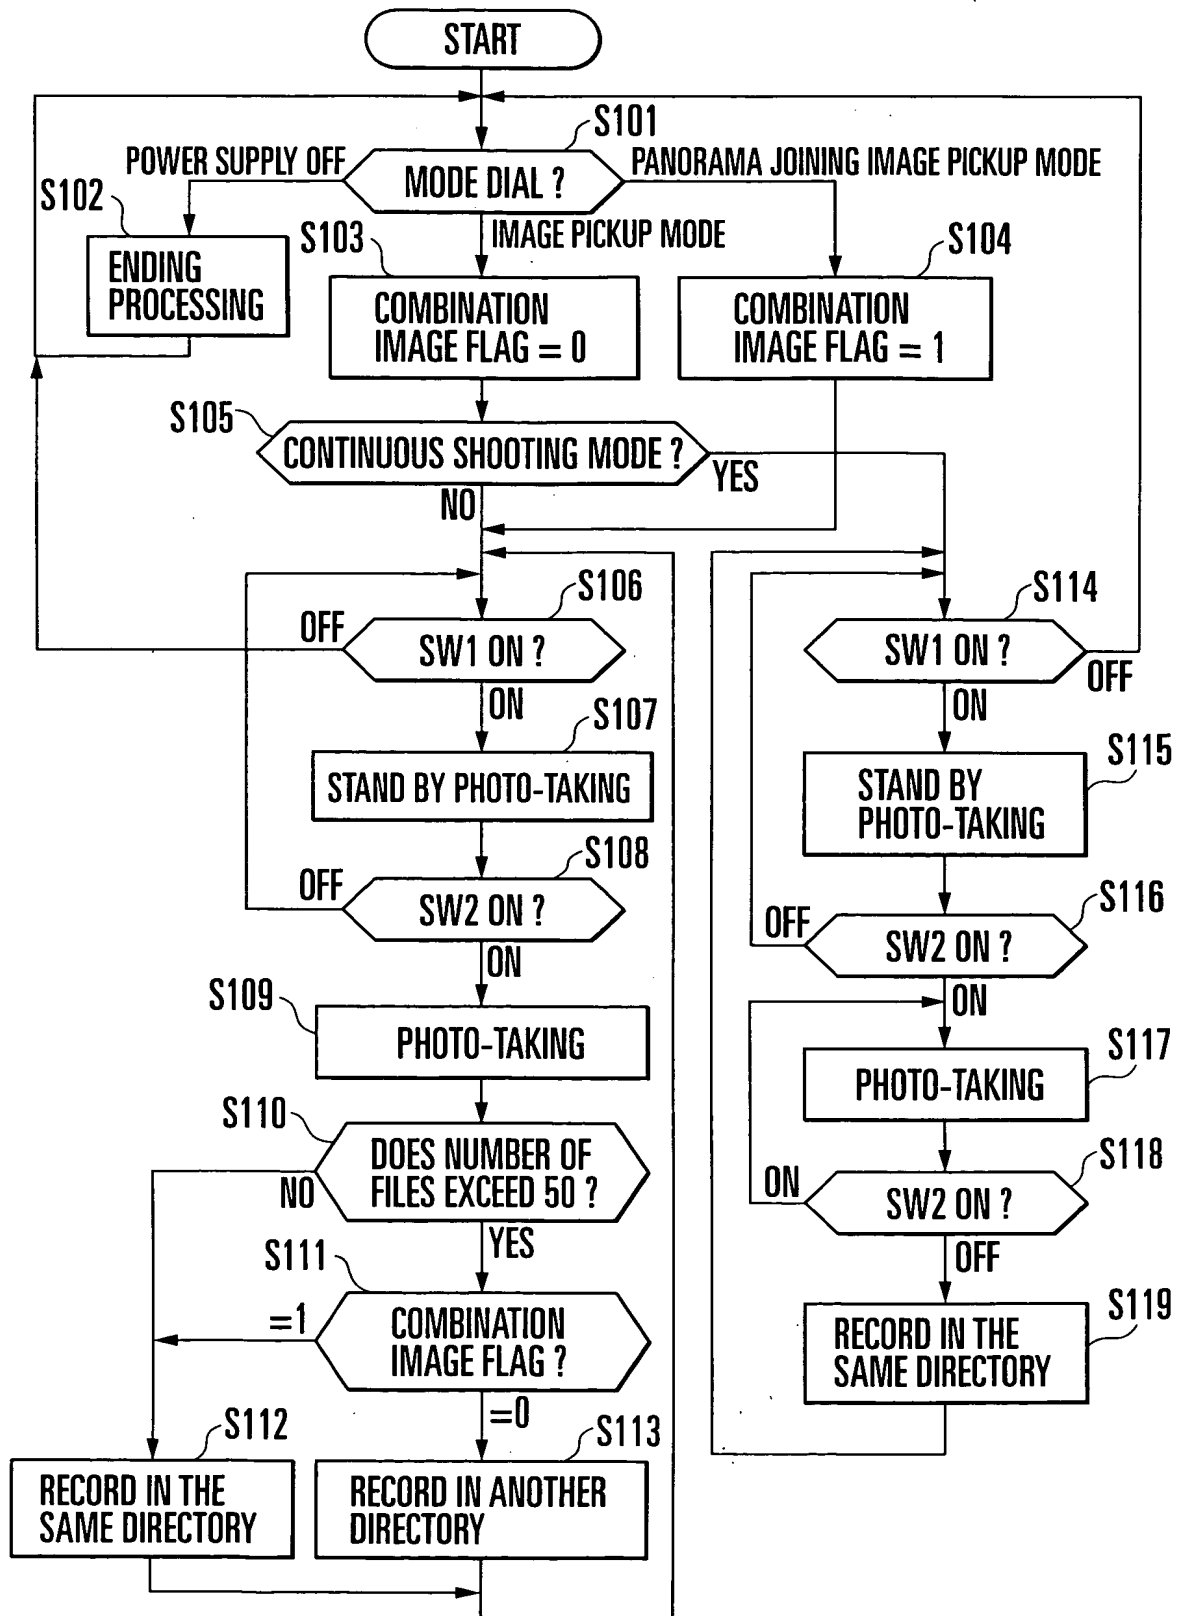 START
S101
POWER SUPPLY OFF
MODE DIAL ?
PANORAMA JOINING IMAGE PICKUP MODE
S102
ENDING
PROCESSING
IMAGE PICKUP MODE
S103
COMBINATION
IMAGE FLAG = 0
S104
COMBINATION
IMAGE FLAG = 1
S105
CONTINUOUS SHOOTING MODE ?
YES
NO
S106
OFF
SW1 ON ?
ON
S107
STAND BY PHOTO-TAKING
S108
OFF
SW2 ON ?
ON
S109
PHOTO-TAKING
S110
DOES NUMBER OF
FILES EXCEED 50 ?
NO
YES
S111
=1
COMBINATION
IMAGE FLAG ?
=0
S112
RECORD IN THE
SAME DIRECTORY
S113
RECORD IN ANOTHER
DIRECTORY
S114
SW1 ON ?
OFF
ON
S115
STAND BY
PHOTO-TAKING
S116
OFF
SW2 ON ?
ON
S117
PHOTO-TAKING
S118
ON
SW2 ON ?
OFF
S119
RECORD IN THE
SAME DIRECTORY